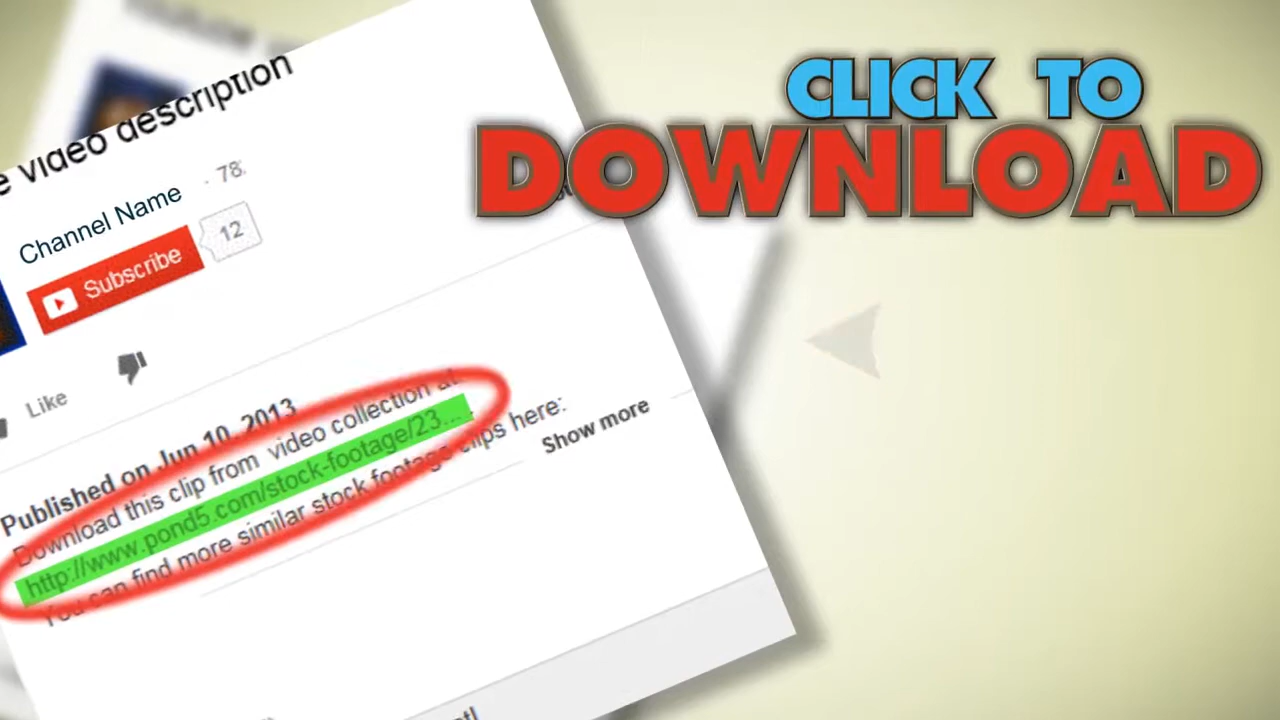 CLICK TO
DOWNLOAD
e video description
Channel Name
78
Subscribe
12
Like
Published on Jun 10, 2013
Download this clip from video collection at
http://www.pond5.com/stock-footage/23...
You can find more similar stock footage clips here:
Show more